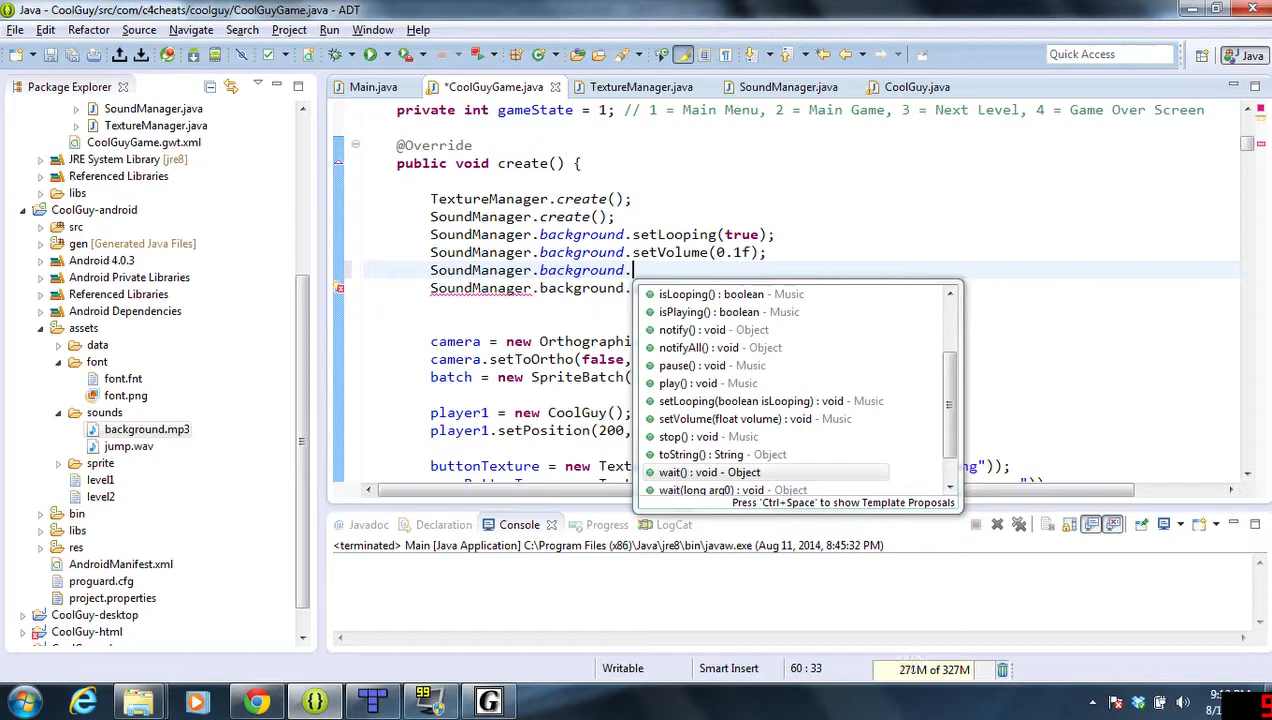 Java - CoolGuy/src/com/c4cheats/coolguy/CoolGuyGame.java - ADT
File Edit Refactor Source Navigate Search Project Run Window Help
Quick Access
Java
Package Explorer
Main.java
*CoolGuyGame.java
TextureManager.java
SoundManager.java
CoolGuy.java
SoundManager.java
TextureManager.java
CoolGuyGame.gwt.xml
JRE System Library [jre8]
Referenced Libraries
libs
CoolGuy-android
src
gen [Generated Java Files]
Android 4.0.3
Android Private Libraries
Referenced Libraries
Android Dependencies
assets
data
font
font.fnt
font.png
sounds
background.mp3
jump.wav
sprite
level1
level2
bin
libs
res
AndroidManifest.xml
proguard.cfg
project.properties
CoolGuy-desktop
CoolGuy-html
private int gameState = 1; // 1 = Main Menu, 2 = Main Game, 3 = Next Level, 4 = Game Over Screen
@Override
public void create() {
TextureManager.create();
SoundManager.create();
SoundManager.background.setLooping(true);
SoundManager.background.setVolume(0.1f);
SoundManager.background.
SoundManager.background.
camera = new Orthographi
camera.setToOrtho(false,
batch = new SpriteBatch(
player1 = new CoolGuy();
player1.setPosition(200,
buttonTexture = new Text
ng"));
isLooping() : boolean - Music
isPlaying() : boolean - Music
notify() : void - Object
notifyAll() : void - Object
pause() : void - Music
play() : void - Music
setLooping(boolean isLooping) : void - Music
setVolume(float volume) : void - Music
stop() : void - Music
toString() : String - Object
wait() : void - Object
wait(long arg0) : void - Object
Press 'Ctrl+Space' to show Template Proposals
Javadoc Declaration Console Progress LogCat
<terminated> Main [Java Application] C:\Program Files (x86)\Java\jre8\bin\javaw.exe (Aug 11, 2014, 8:45:32 PM)
Writable
Smart Insert
60 : 33
271M of 327M
99
G